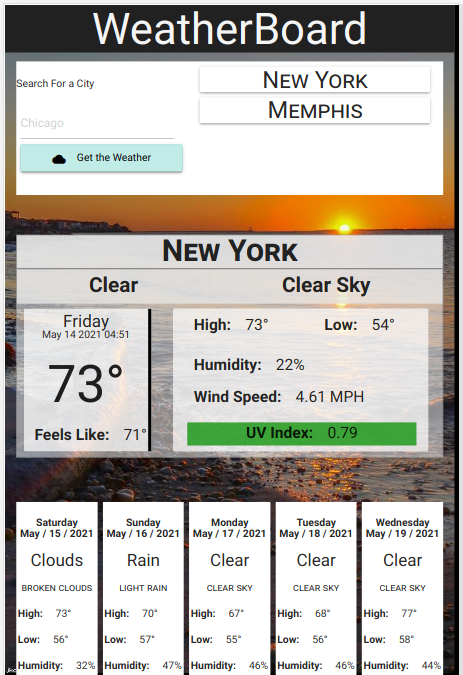 WeatherBoard
Search For a City
Chicago
Get the Weather
New York
Memphis
New York
Clear Clear Sky
Friday
May 14 2021 04:51
73°
Feels Like: 71°
High: 73° Low: 54°
Humidity: 22%
Wind Speed: 4.61 MPH
UV Index: 0.79
Saturday
May / 15 / 2021
Clouds
BROKEN CLOUDS
High: 73°
Low: 56°
Humidity: 32%
Sunday
May / 16 / 2021
Rain
LIGHT RAIN
High: 70°
Low: 57°
Humidity: 47%
Monday
May / 17 / 2021
Clear
CLEAR SKY
High: 67°
Low: 55°
Humidity: 46%
Tuesday
May / 18 / 2021
Clear
CLEAR SKY
High: 68°
Low: 56°
Humidity: 46%
Wednesday
May / 19 / 2021
Clear
CLEAR SKY
High: 77°
Low: 58°
Humidity: 44%